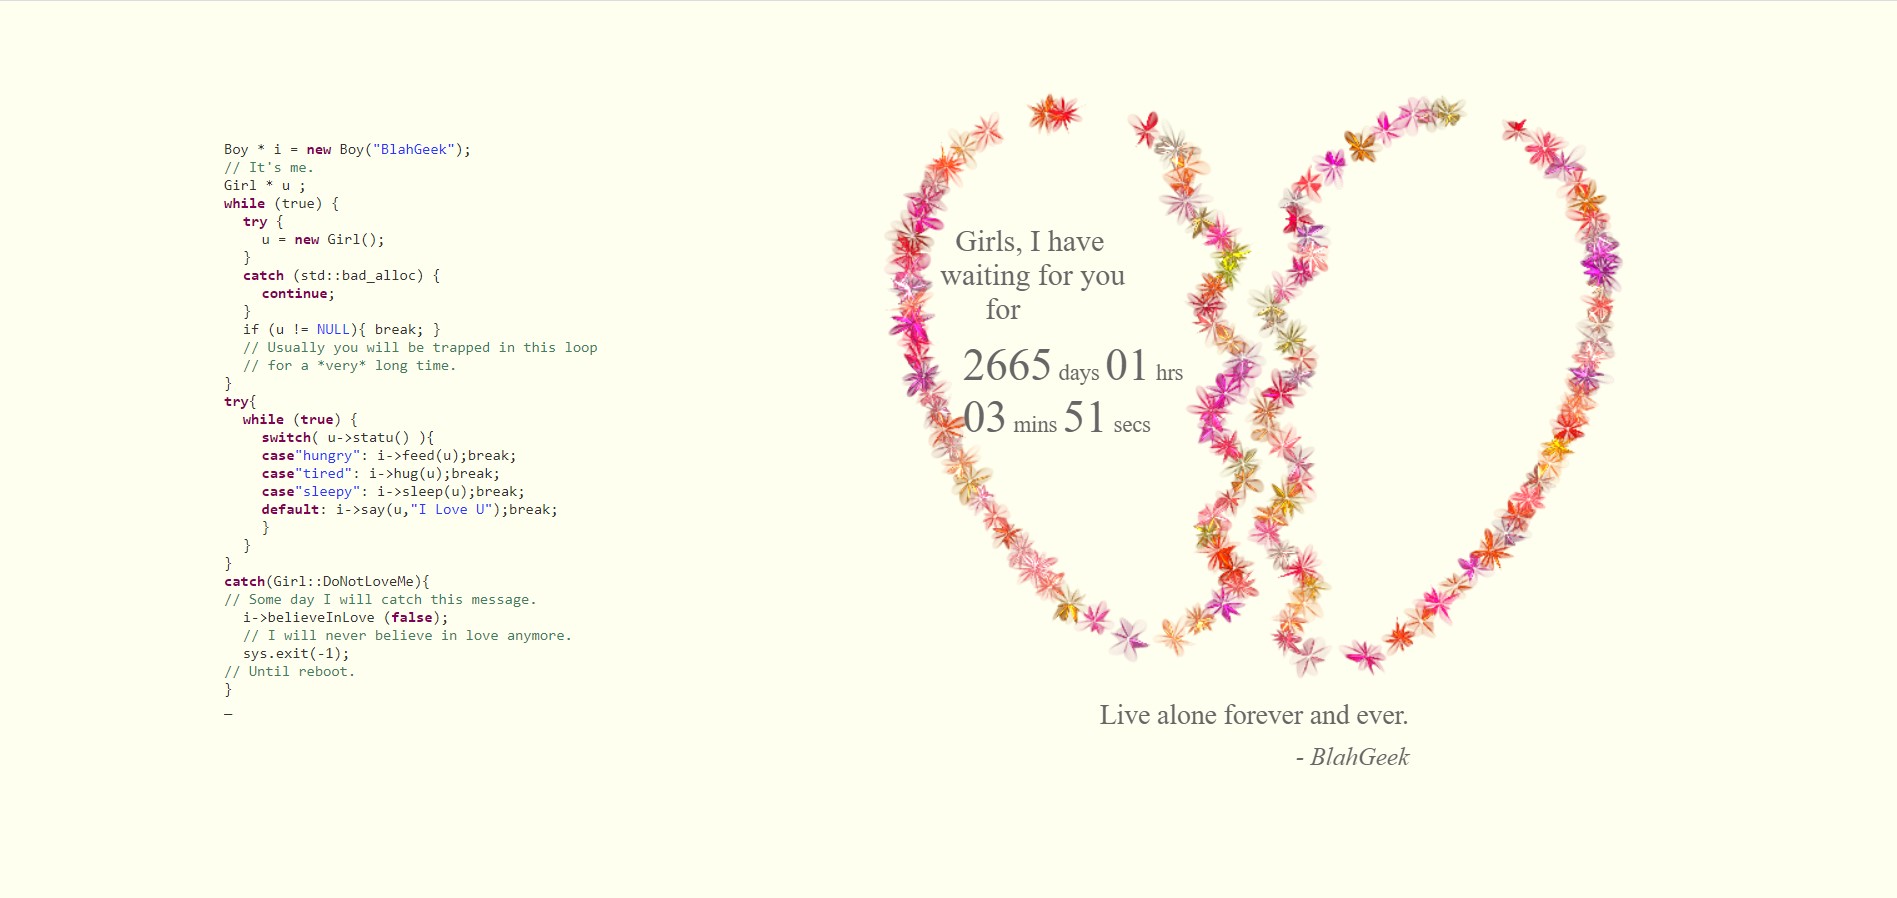 Boy * i = new Boy("BlahGeek");
// It's me.
Girl * u ;
while (true) {
try {
u = new Girl();
}
catch (std::bad_alloc) {
continue;
}
if (u != NULL){ break; }
// Usually you will be trapped in this loop
// for a *very* long time.
}
try{
while (true) {
switch( u->statu() ){
case"hungry": i->feed(u);break;
case"tired": i->hug(u);break;
case"sleepy": i->sleep(u);break;
default: i->say(u,"I Love U");break;
}
}
}
catch(Girl::DoNotLoveMe){
// Some day I will catch this message.
i->believeInLove (false);
// I will never believe in love anymore.
sys.exit(-1);
// Until reboot.
}
_
Girls, I have
waiting for you
for
2665 days 01 hrs
03 mins 51 secs
Live alone forever and ever.
- BlahGeek